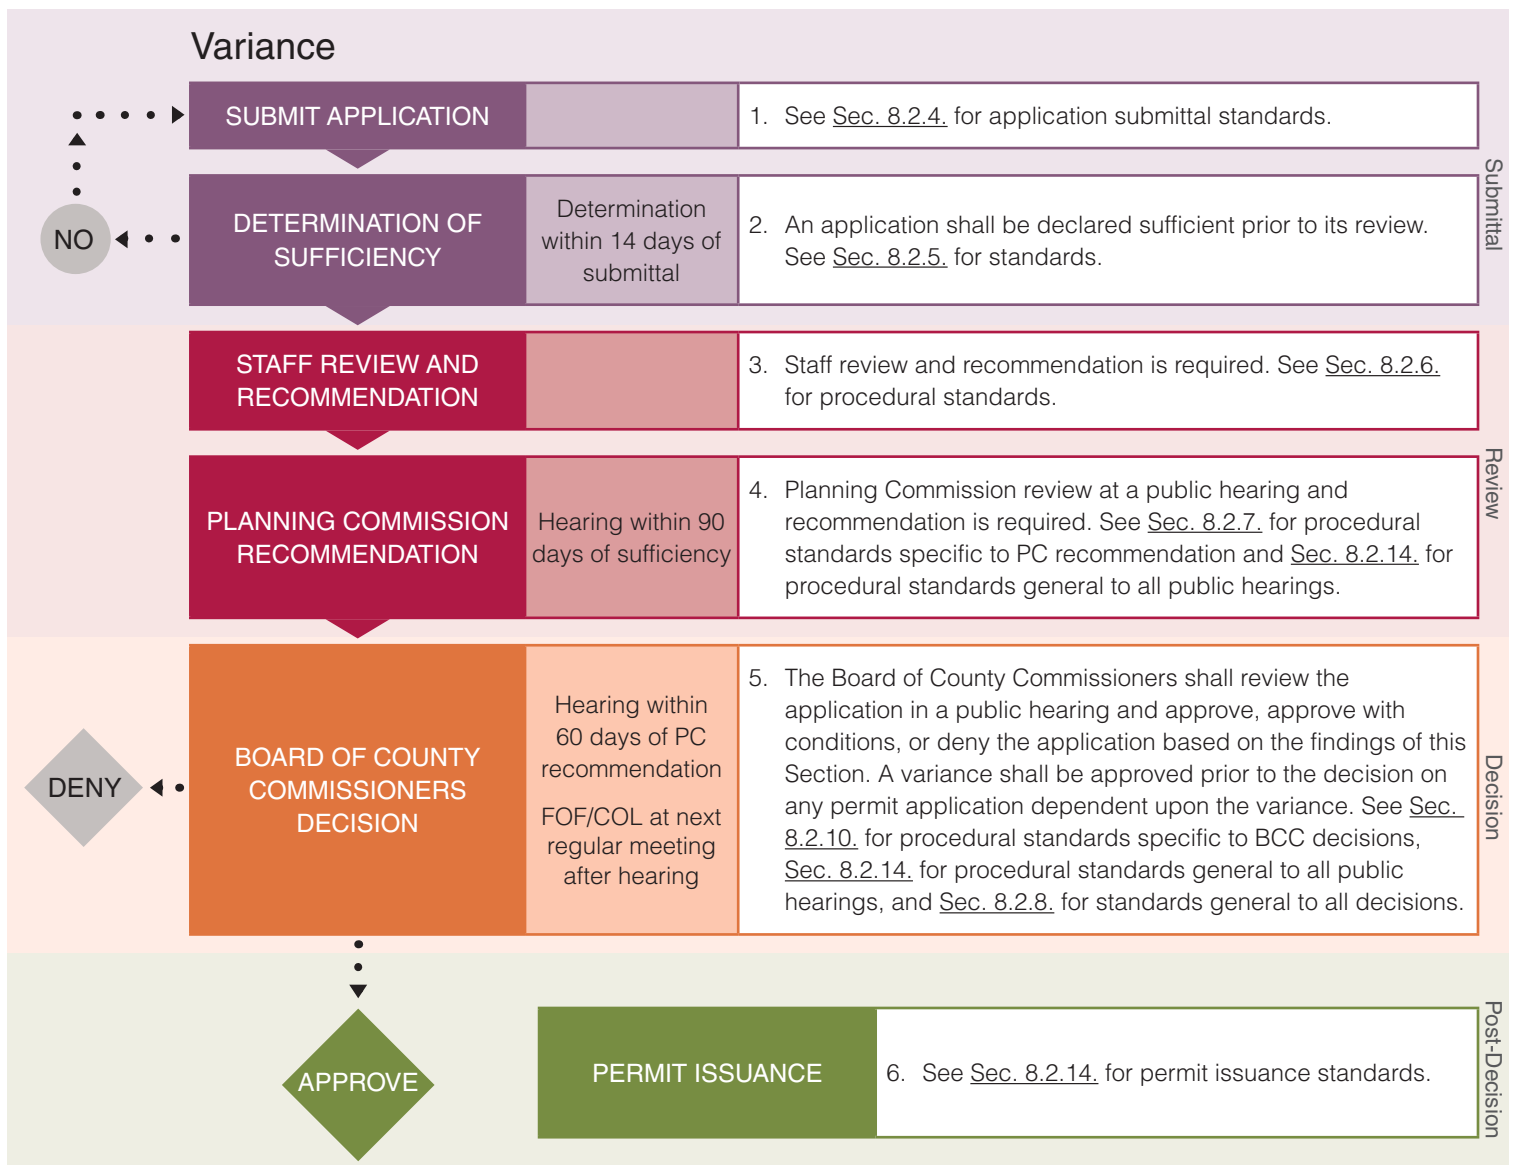 Variance
SUBMIT APPLICATION
1. See Sec. 8.2.4. for application submittal standards.
NO
DETERMINATION OF
SUFFICIENCY
Determination
within 14 days of
submittal
2. An application shall be declared sufficient prior to its review.
See Sec. 8.2.5. for standards.
Submittal
STAFF REVIEW AND
RECOMMENDATION
3. Staff review and recommendation is required. See Sec. 8.2.6.
for procedural standards.
PLANNING COMMISSION
RECOMMENDATION
Hearing within 90
days of sufficiency
4. Planning Commission review at a public hearing and
recommendation is required. See Sec. 8.2.7. for procedural
standards specific to PC recommendation and Sec. 8.2.14. for
procedural standards general to all public hearings.
Review
DENY
BOARD OF COUNTY
COMMISSIONERS
DECISION
Hearing within
60 days of PC
recommendation
FOF/COL at next
regular meeting
after hearing
5. The Board of County Commissioners shall review the
application in a public hearing and approve, approve with
conditions, or deny the application based on the findings of this
Section. A variance shall be approved prior to the decision on
any permit application dependent upon the variance. See Sec.
8.2.10. for procedural standards specific to BCC decisions,
Sec. 8.2.14. for procedural standards general to all public
hearings, and Sec. 8.2.8. for standards general to all decisions.
Decision
APPROVE
PERMIT ISSUANCE
6. See Sec. 8.2.14. for permit issuance standards.
Post-Decision